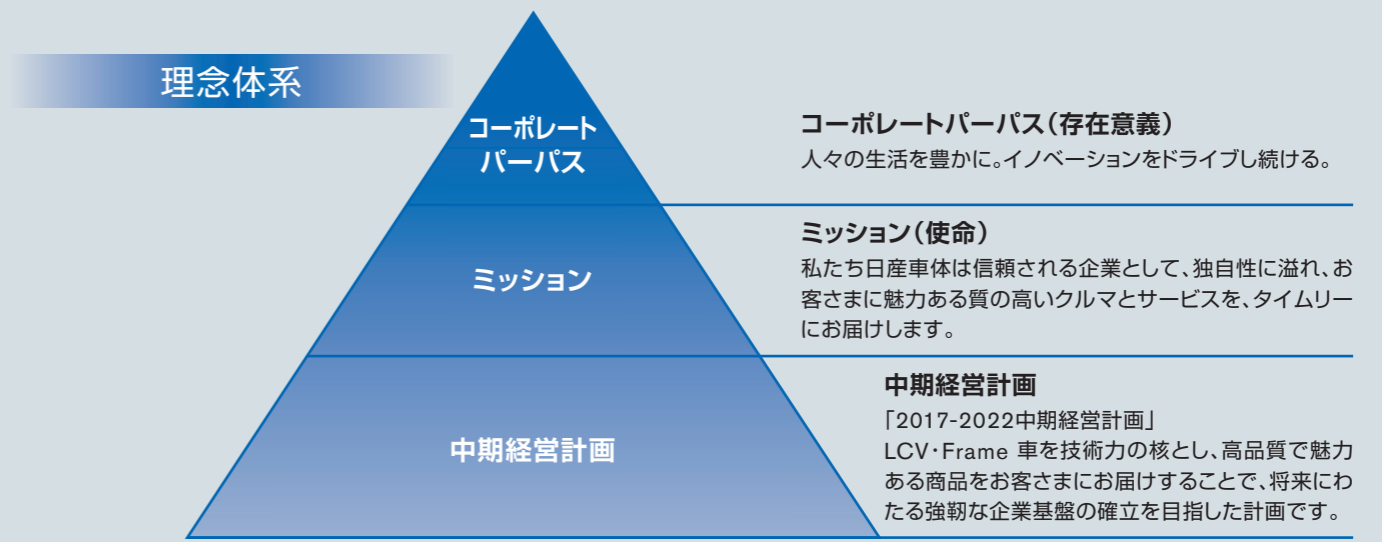 理念体系
コーポレート
パーパス
コーポレートパーパス（存在意義）
人々の生活を豊かに。イノベーションをドライブし続ける。
ミッション
ミッション（使命）
私たち日産車体は信頼される企業として、独自性に溢れ、お
客さまに魅力ある質の高いクルマとサービスを、タイムリー
にお届けします。
中期経営計画
中期経営計画
「2017-2022中期経営計画」
LCV・Frame 車を技術力の核とし、高品質で魅力
ある商品をお客さまにお届けすることで、将来にわ
たる強靭な企業基盤の確立を目指した計画です。